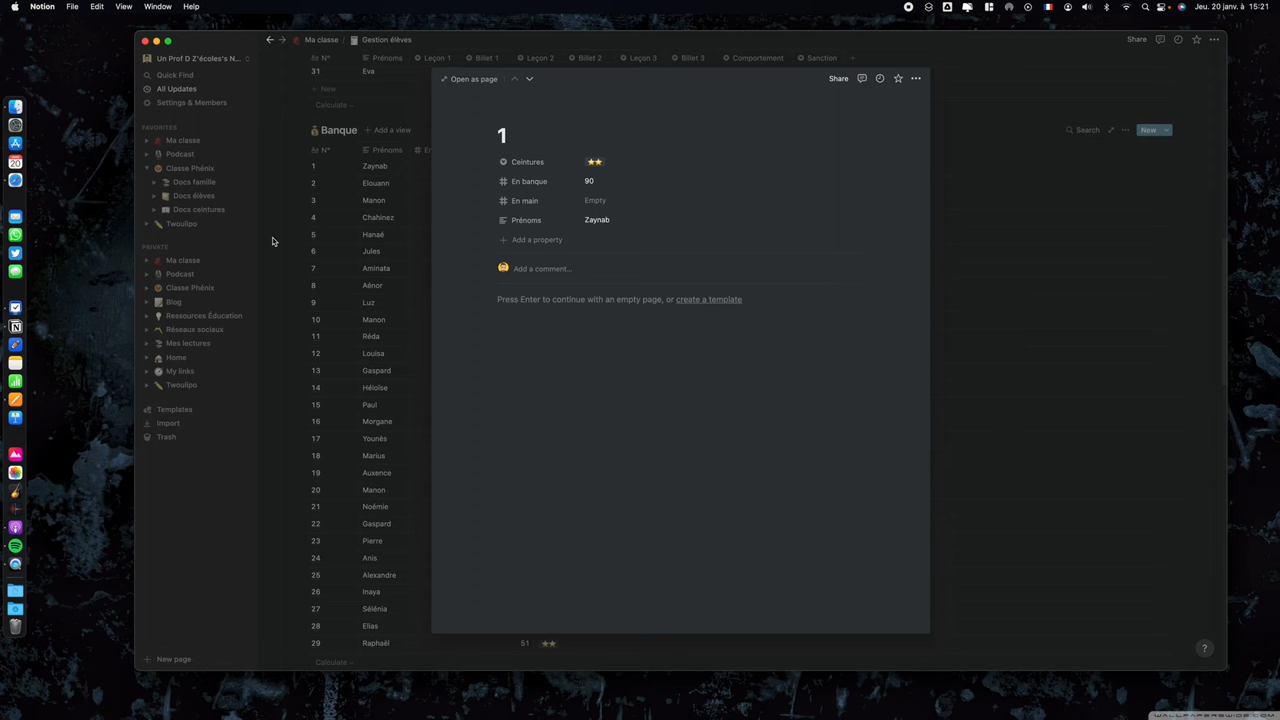 Notion File Edit View Window Help
20
Jeu. 20 janv. à 15:21
Ma classe / Gestion élèves
Share
Un Prof D Z'écoles's N...
Quick Find
All Updates
Settings & Members
FAVORITES
Ma classe
Podcast
Classe Phénix
Docs famille
Docs élèves
Docs ceintures
Twoulipo
PRIVATE
Ma classe
Podcast
Classe Phénix
Blog
Ressources Éducation
Réseaux sociaux
Mes lectures
Home
My links
Twoulipo
Templates
Import
Trash
New page
N° Prénoms Leçon 1 Billet 1 Leçon 2 Billet 2 Leçon 3 Billet 3 Comportement Sanction
31 Eva
New
Calculate
Banque Add a view
Search New
N° Prénoms
1 Zaynab
2 Elouann
3 Manon
4 Chahinez
5 Hanaé
6 Jules
7 Aminata
8 Aénor
9 Luz
10 Manon
11 Réda
12 Louisa
13 Gaspard
14 Héloïse
15 Paul
16 Morgane
17 Younès
18 Marius
19 Auxence
20 Manon
21 Noémie
22 Gaspard
23 Pierre
24 Anis
25 Alexandre
26 Inaya
27 Sélénia
28 Elias
29 Raphaël 51
Calculate
Open as page
Share
1
Ceintures
En banque 90
En main Empty
Prénoms Zaynab
Add a property
Add a comment...
Press Enter to continue with an empty page, or create a template
?
WALLPAPERSWIDE.COM